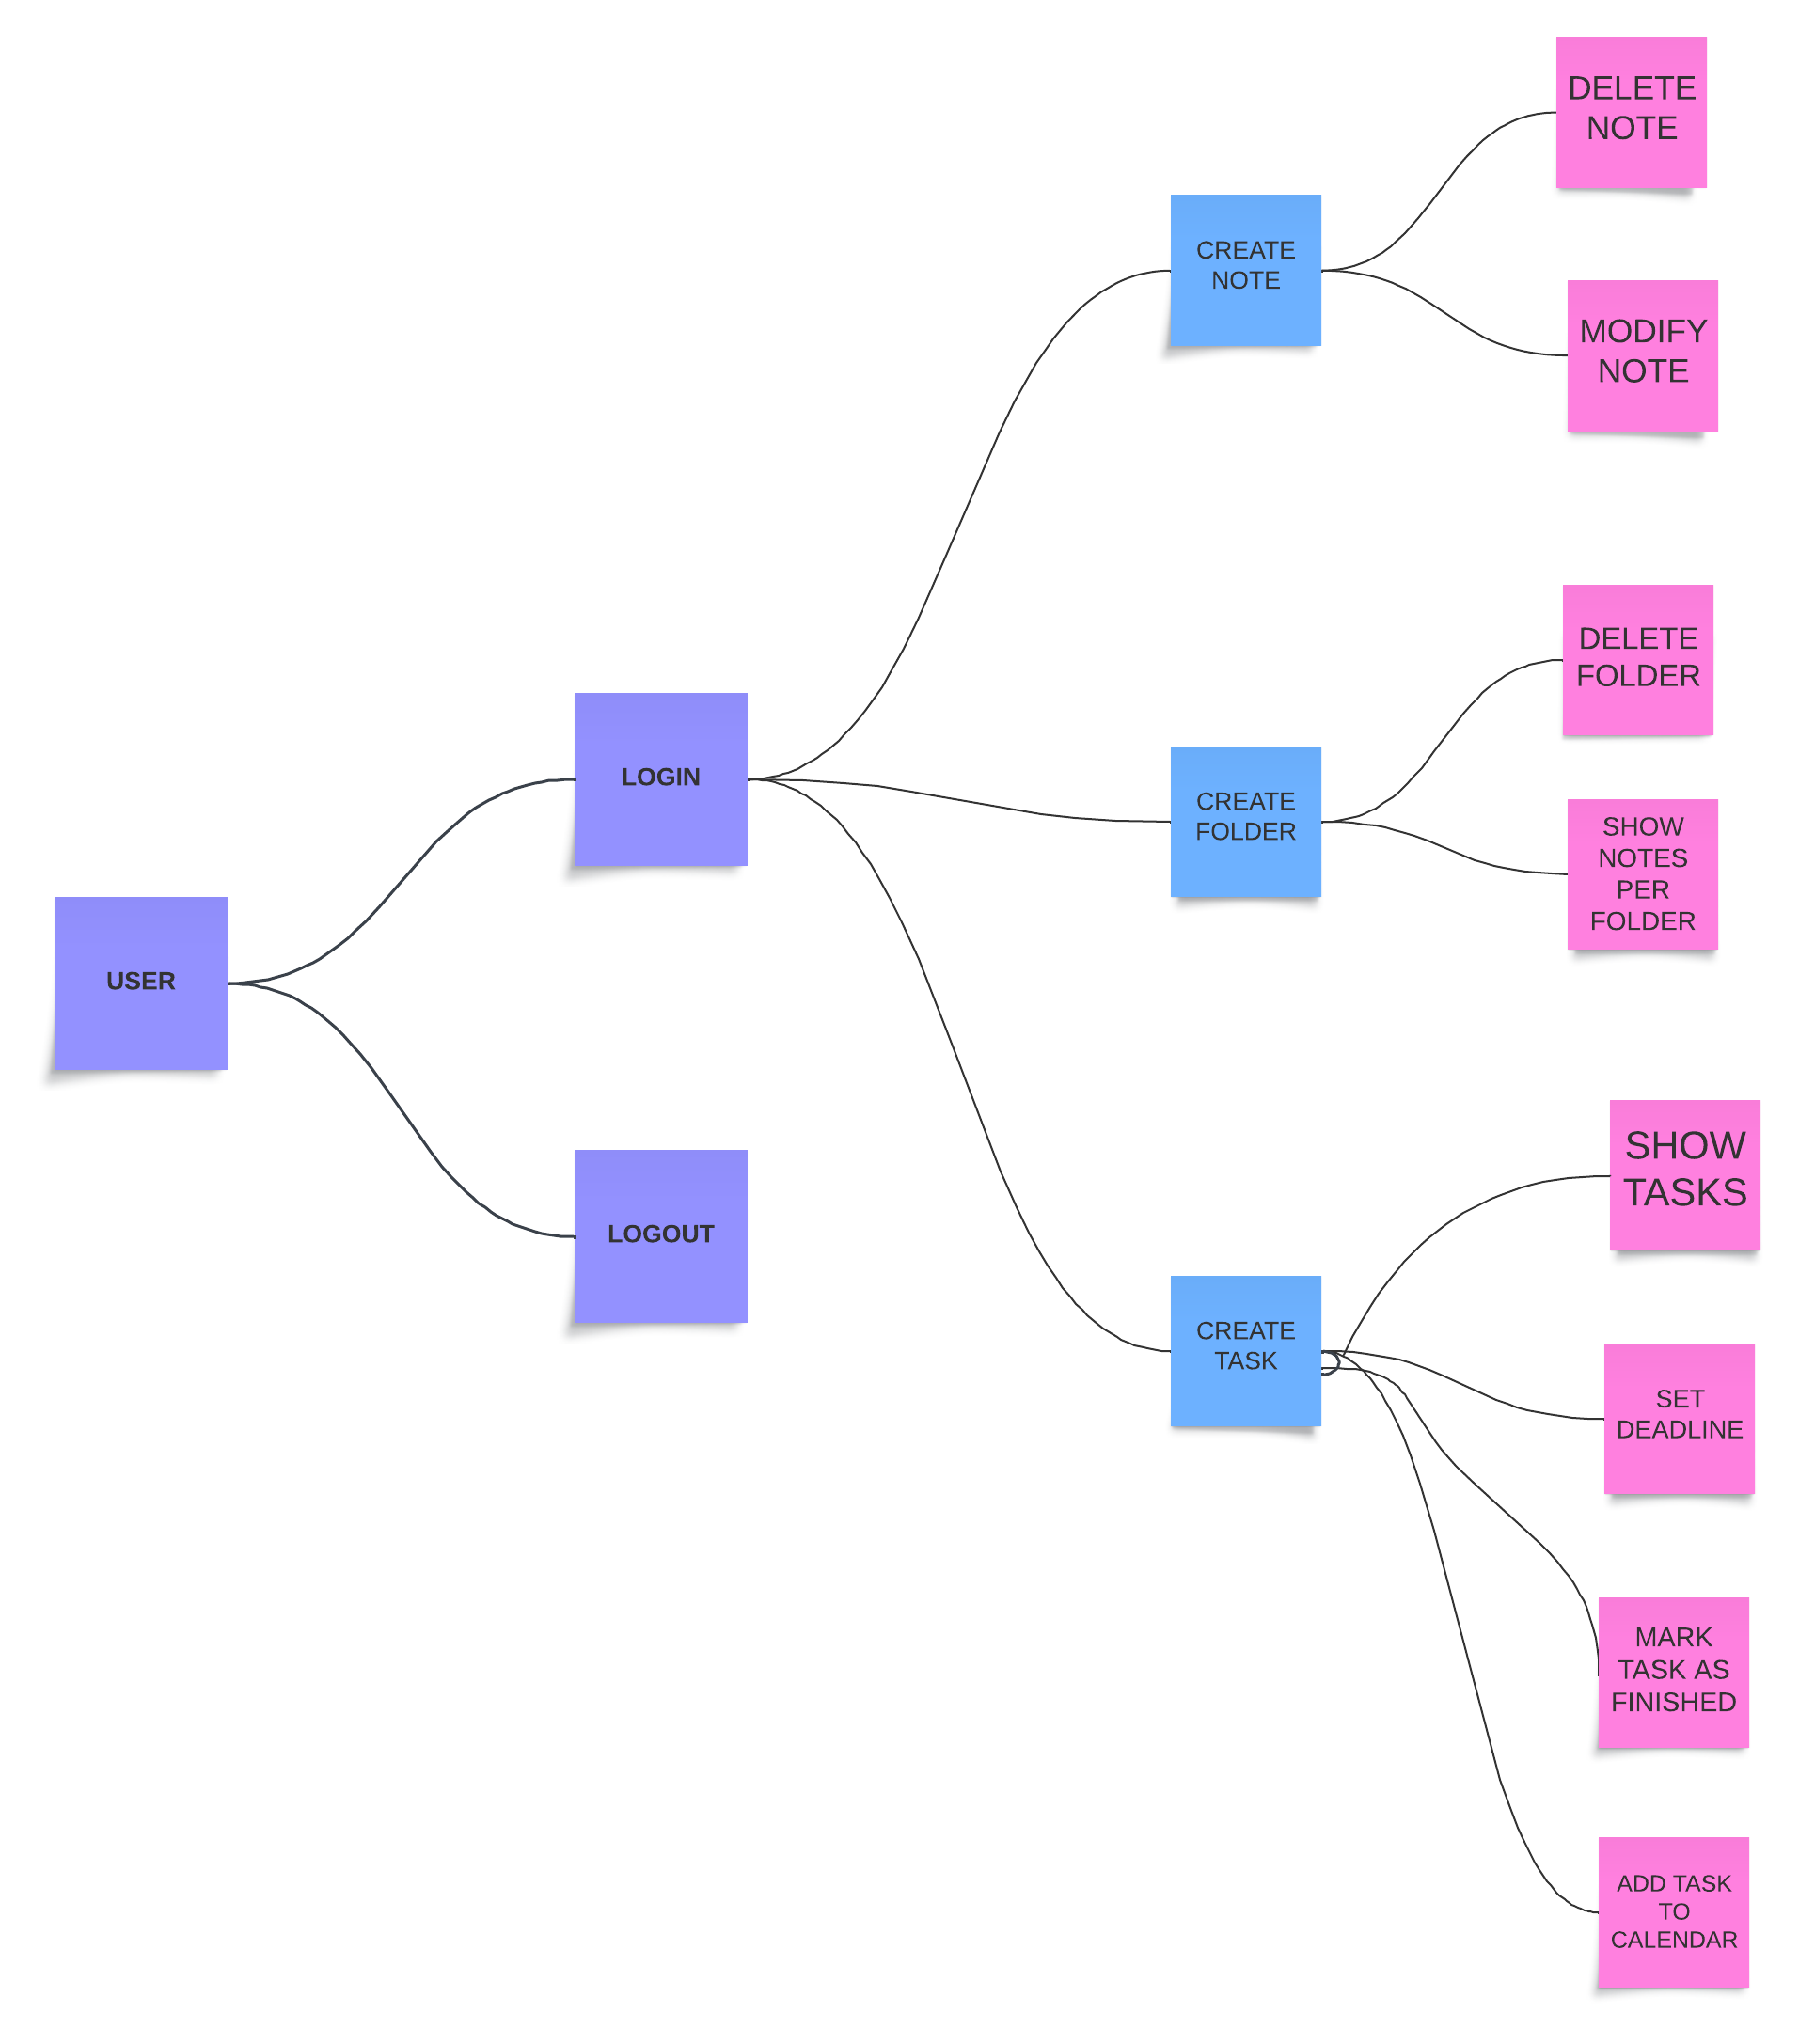 USER
LOGIN
LOGOUT
CREATE
NOTE
CREATE
FOLDER
CREATE
TASK
DELETE
NOTE
MODIFY
NOTE
DELETE
FOLDER
SHOW
NOTES
PER
FOLDER
SHOW
TASKS
SET
DEADLINE
MARK
TASK AS
FINISHED
ADD TASK
TO
CALENDAR